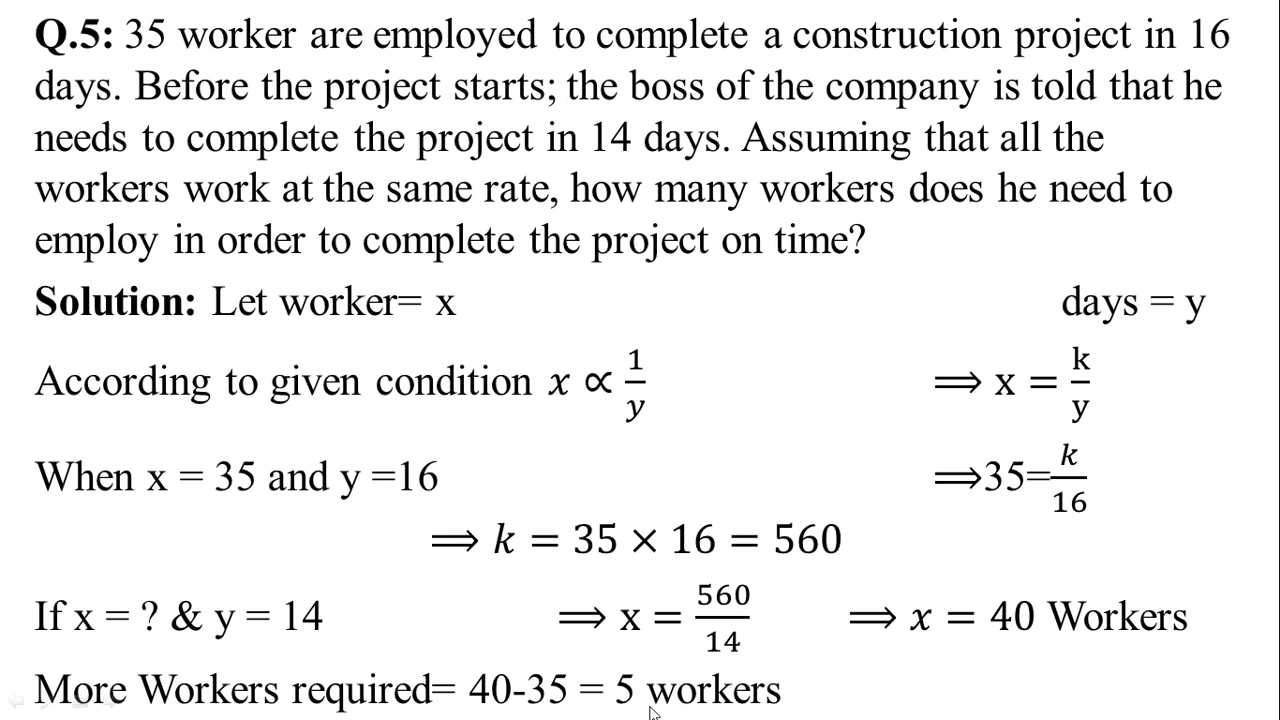 Q.5: 35 worker are employed to complete a construction project in 16
days. Before the project starts; the boss of the company is told that he
needs to complete the project in 14 days. Assuming that all the
workers work at the same rate, how many workers does he need to
employ in order to complete the project on time?
Solution: Let worker= x days = y
According to given condition x ∝ 1/y ⟹ x = k/y
When x = 35 and y =16 ⟹35=k/16
⟹ k = 35 × 16 = 560
If x = ? & y = 14 ⟹ x = 560/14 ⟹ x = 40 Workers
More Workers required= 40-35 = 5 workers